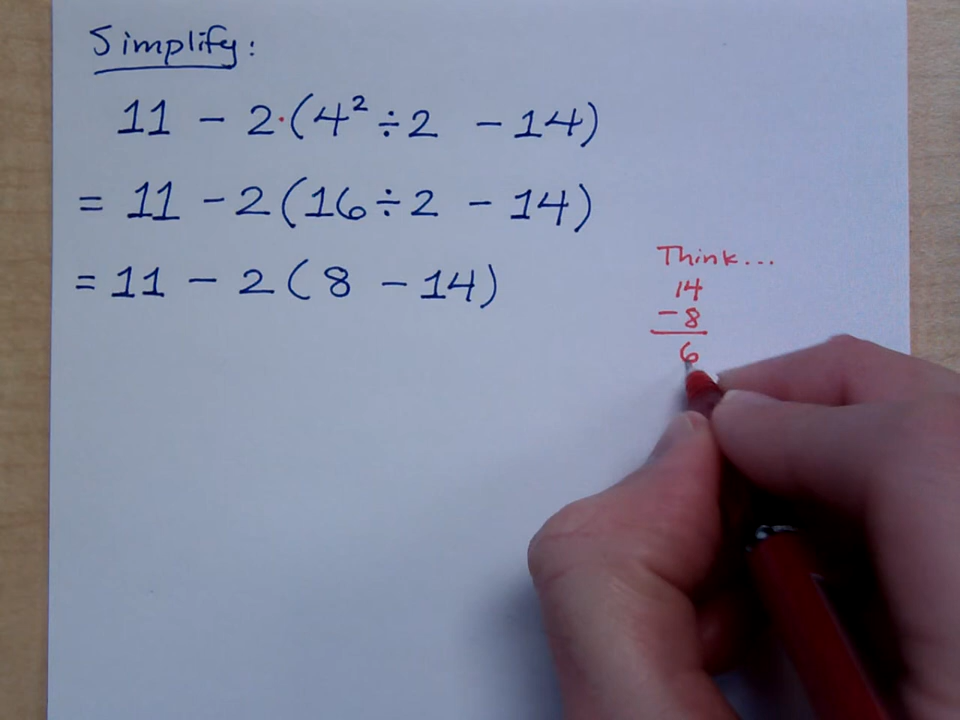 Simplify:
11 - 2·(4² ÷ 2 - 14)
= 11 - 2(16 ÷ 2 - 14)
= 11 - 2(8 - 14)
Think...
14
- 8
6